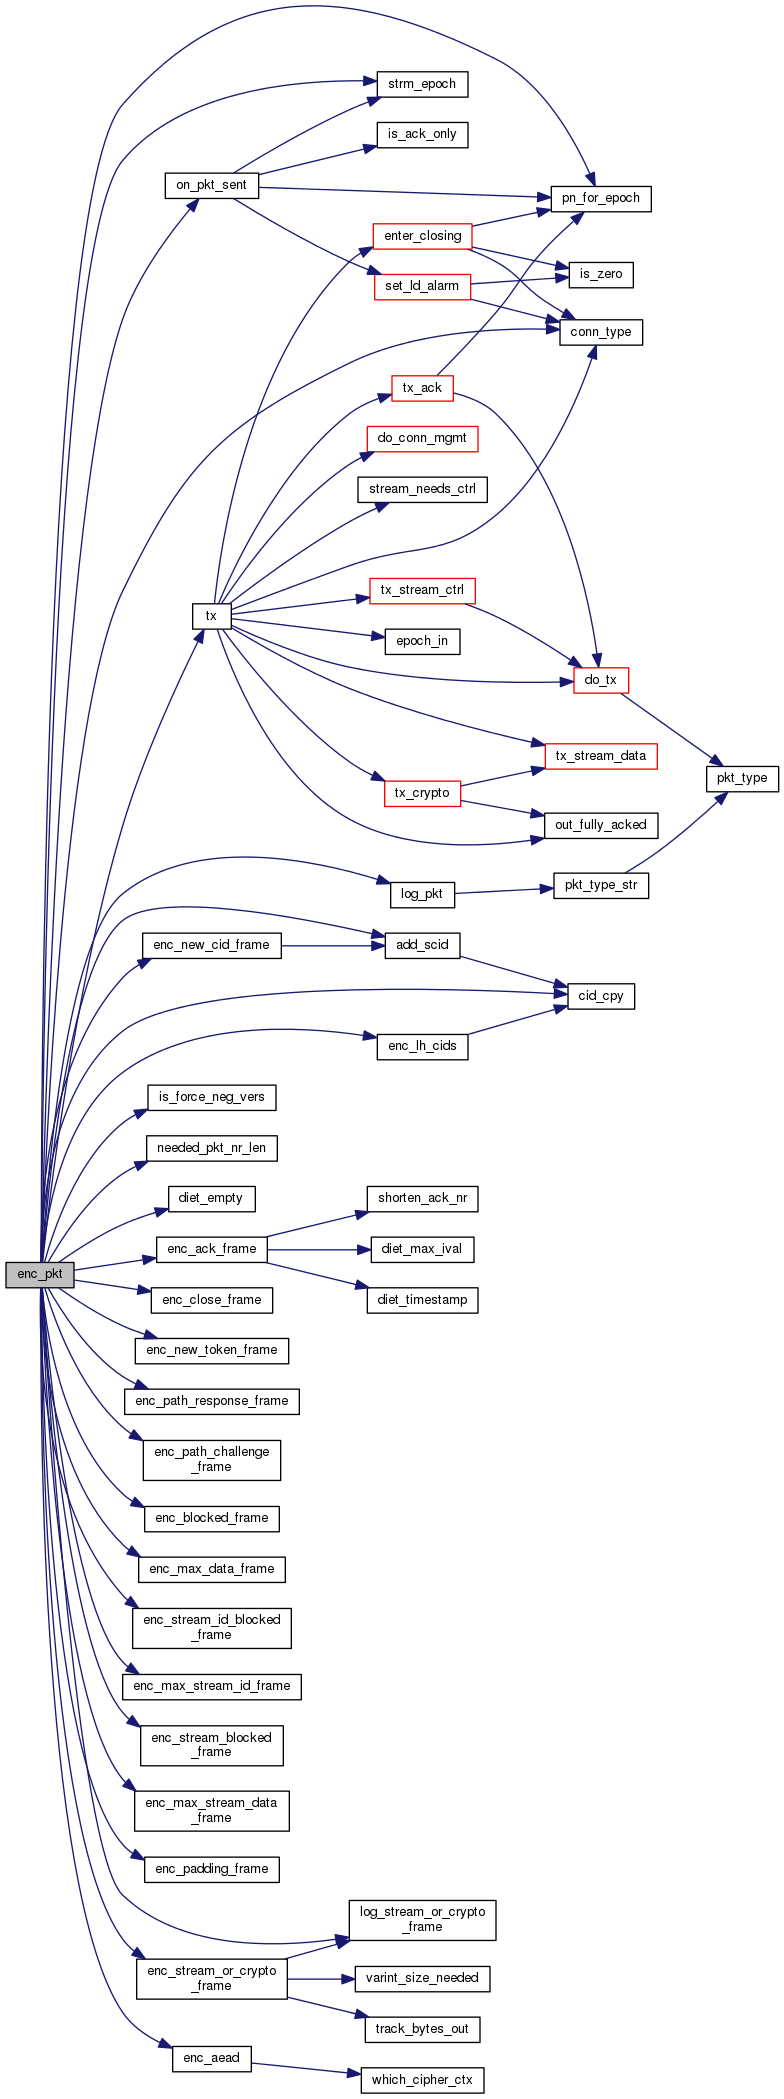 strm_epoch
is_ack_only
on_pkt_sent
pn_for_epoch
enter_closing
is_zero
set_ld_alarm
conn_type
tx_ack
do_conn_mgmt
stream_needs_ctrl
tx_stream_ctrl
tx
epoch_in
do_tx
tx_stream_data
pkt_type
tx_crypto
out_fully_acked
pkt_type_str
log_pkt
enc_new_cid_frame
add_scid
cid_cpy
enc_lh_cids
is_force_neg_vers
needed_pkt_nr_len
diet_empty
shorten_ack_nr
enc_ack_frame
diet_max_ival
enc_pkt
diet_timestamp
enc_close_frame
enc_new_token_frame
enc_path_response_frame
enc_path_challenge
_frame
enc_blocked_frame
enc_max_data_frame
enc_stream_id_blocked
_frame
enc_max_stream_id_frame
enc_stream_blocked
_frame
enc_max_stream_data
_frame
enc_padding_frame
log_stream_or_crypto
_frame
enc_stream_or_crypto
_frame
varint_size_needed
track_bytes_out
enc_aead
which_cipher_ctx